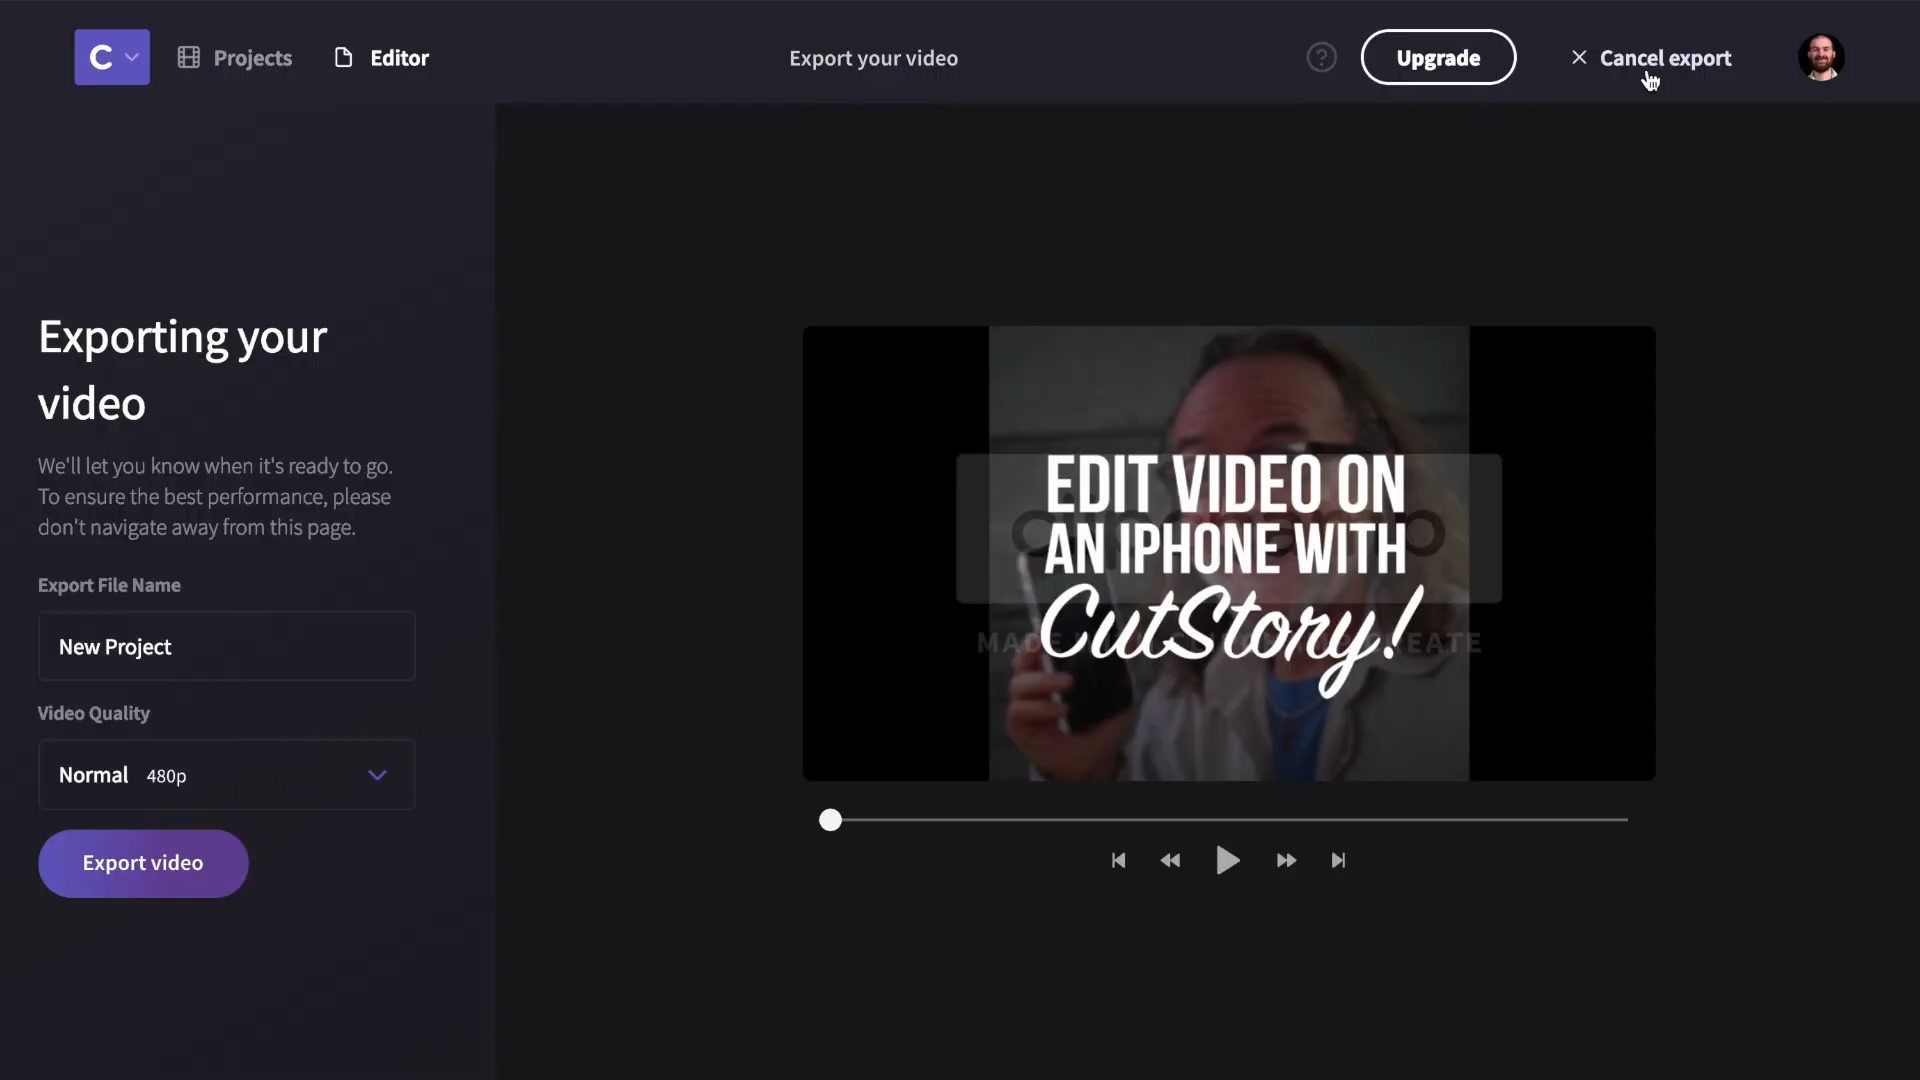 C
Projects
Editor
Export your video
?
Upgrade
Cancel export
Exporting your
video
We'll let you know when it's ready to go.
To ensure the best performance, please
don't navigate away from this page.
Export File Name
New Project
Video Quality
Normal 480p
Export video
EDIT VIDEO ON
AN IPHONE WITH
CutStory!